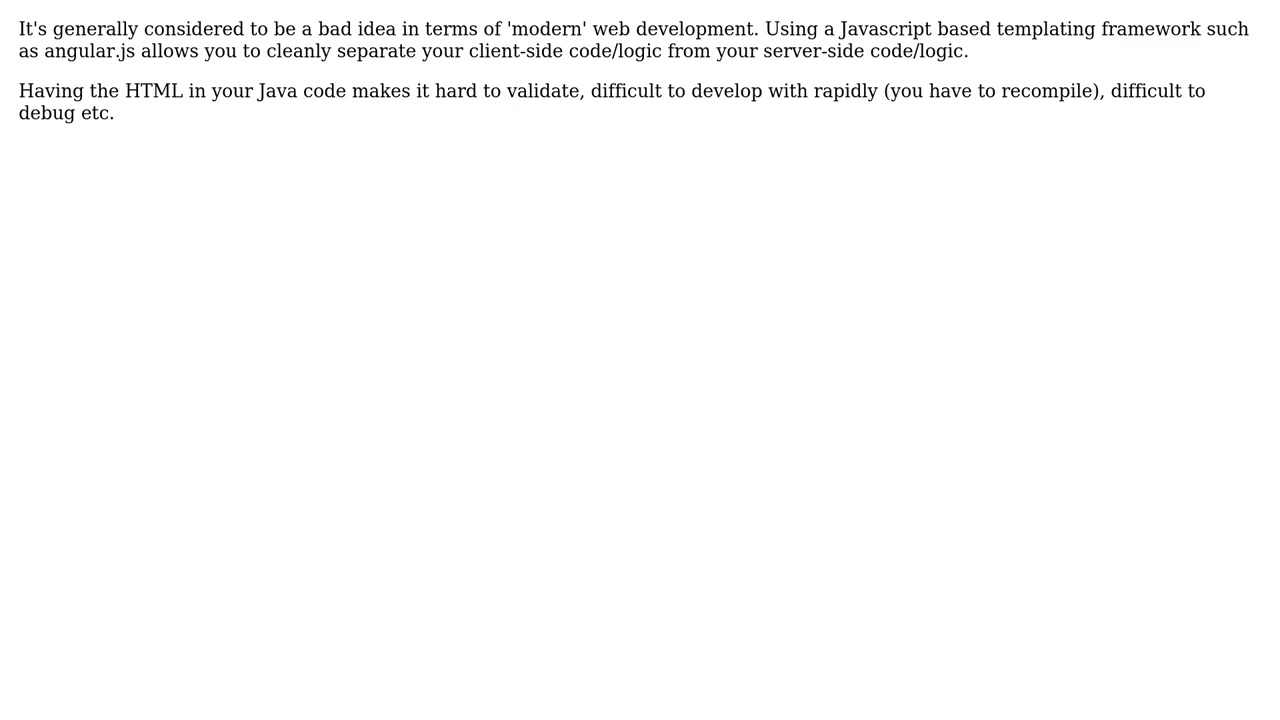 It's generally considered to be a bad idea in terms of 'modern' web development. Using a Javascript based templating framework such
as angular.js allows you to cleanly separate your client-side code/logic from your server-side code/logic.
Having the HTML in your Java code makes it hard to validate, difficult to develop with rapidly (you have to recompile), difficult to
debug etc.